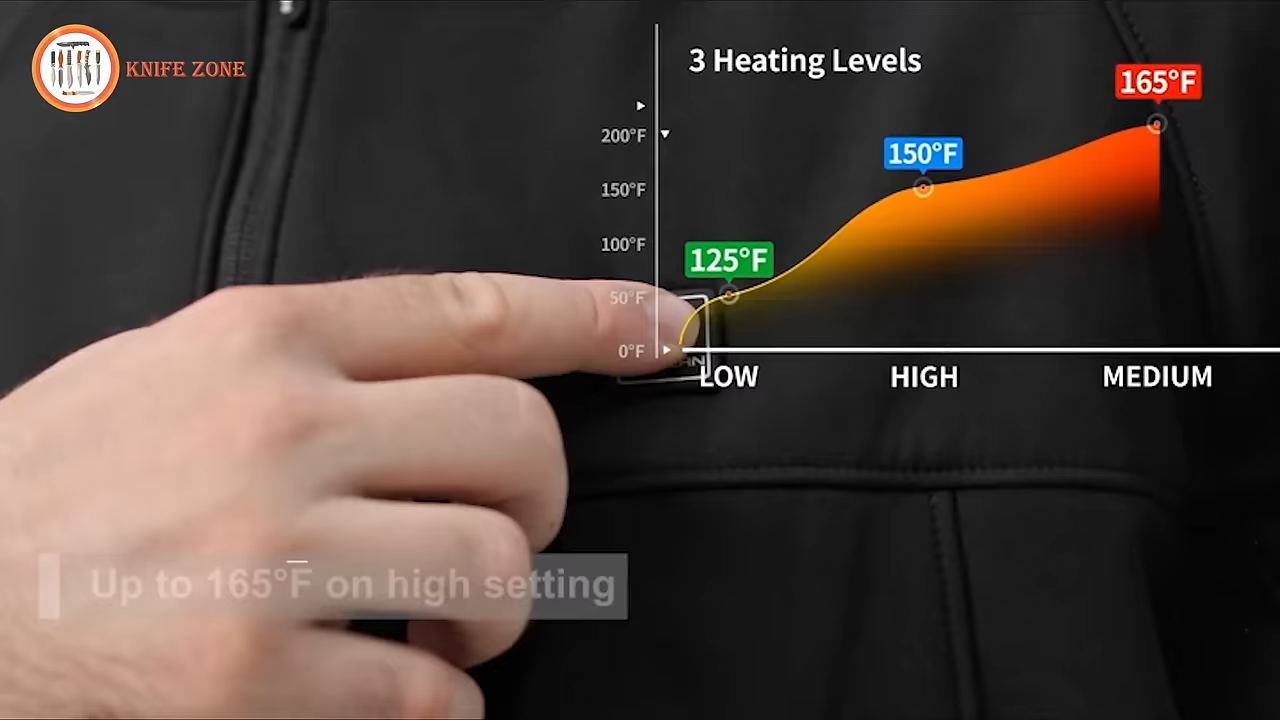 KNIFE ZONE
3 Heating Levels
165°F
200°F
150°F
150°F
100°F
125°F
50°F
0°F
LOW HIGH MEDIUM
Up to 165°F on high setting